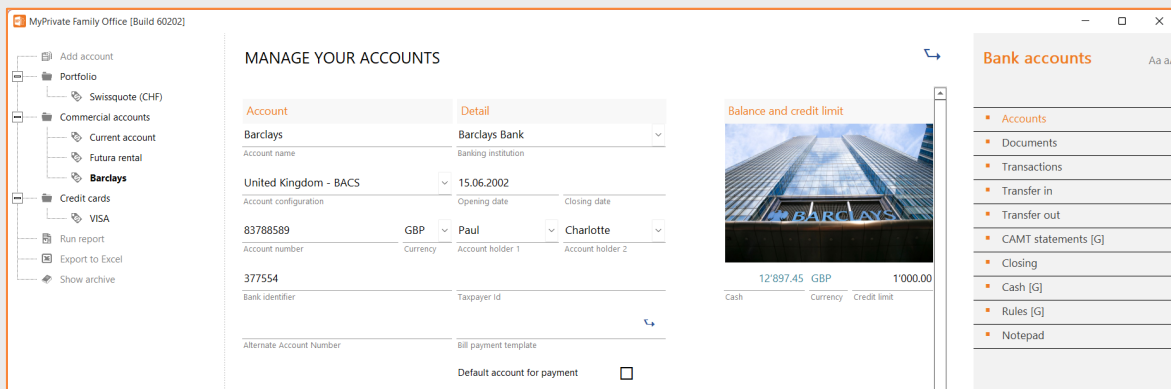 MyPrivate Family Office [Build 60202]
Add account
Portfolio
Swissquote (CHF)
Commercial accounts
Current account
Futura rental
Barclays
Credit cards
VISA
Run report
Export to Excel
Show archive
MANAGE YOUR ACCOUNTS
Account Detail Balance and credit limit
Barclays Barclays Bank
Account name Banking institution
United Kingdom - BACS 15.06.2002
Account configuration Opening date Closing date
BARCLAYS
83788589 GBP Paul Charlotte
Account number Currency Account holder 1 Account holder 2
377554 12'897.45 GBP 1'000.00
Bank identifier Taxpayer Id Cash Currency Credit limit
Alternate Account Number Bill payment template
Default account for payment
Bank accounts Aa
Accounts
Documents
Transactions
Transfer in
Transfer out
CAMT statements [G]
Closing
Cash [G]
Rules [G]
Notepad